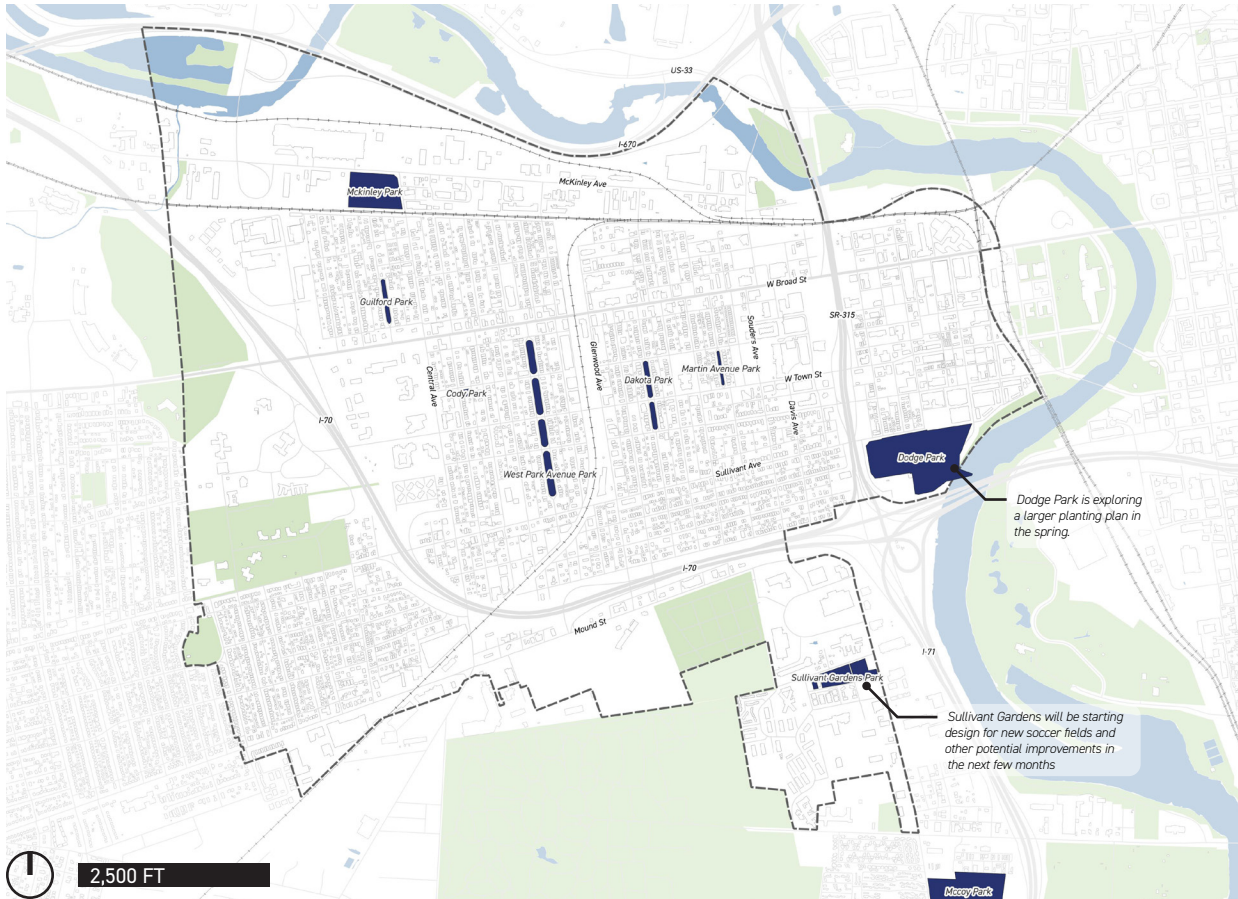 US-33
I-670
McKinley Ave
Mckinley Park
W Broad St
Guilford Park
SR-315
Souders Ave
Glenwood Ave
Martin Avenue Park
Central Ave
Dakota Park
W Town St
Cody Park
Davis Ave
I-70
Dodge Park
Sullivant Ave
West Park Avenue Park
Dodge Park is exploring
a larger planting plan in
the spring.
I-70
Mound St
I-71
Sullivant Gardens Park
Sullivant Gardens will be starting
design for new soccer fields and
other potential improvements in
the next few months
2,500 FT
Mccoy Park